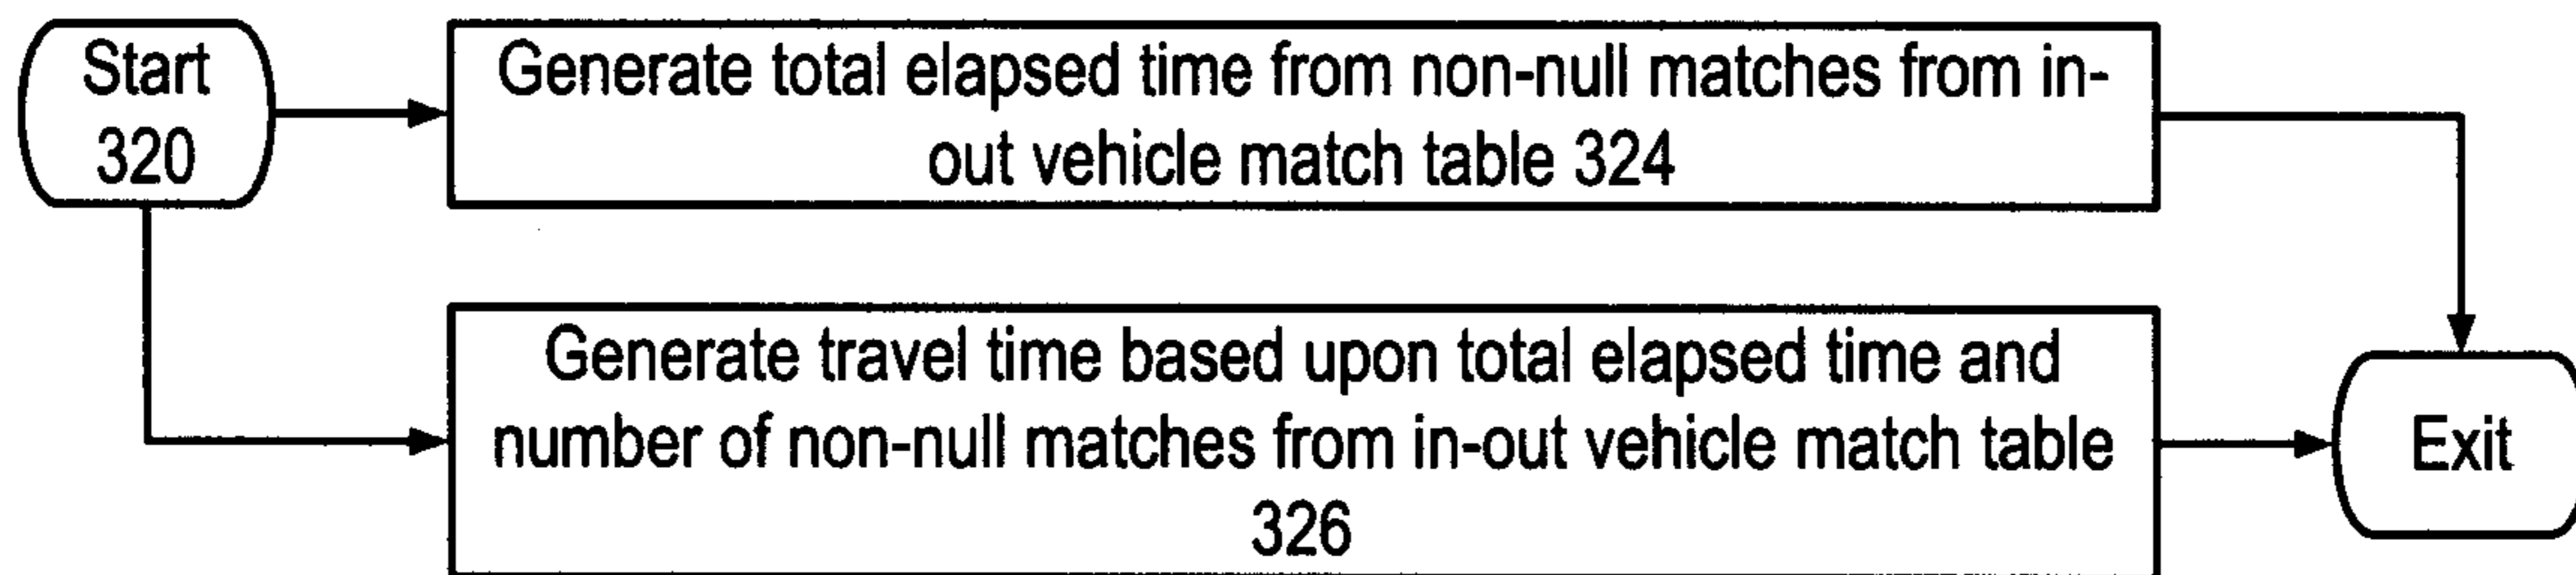 Start
320
Generate total elapsed time from non-null matches from in-
out vehicle match table 324
Generate travel time based upon total elapsed time and
number of non-null matches from in-out vehicle match table
326
Exit